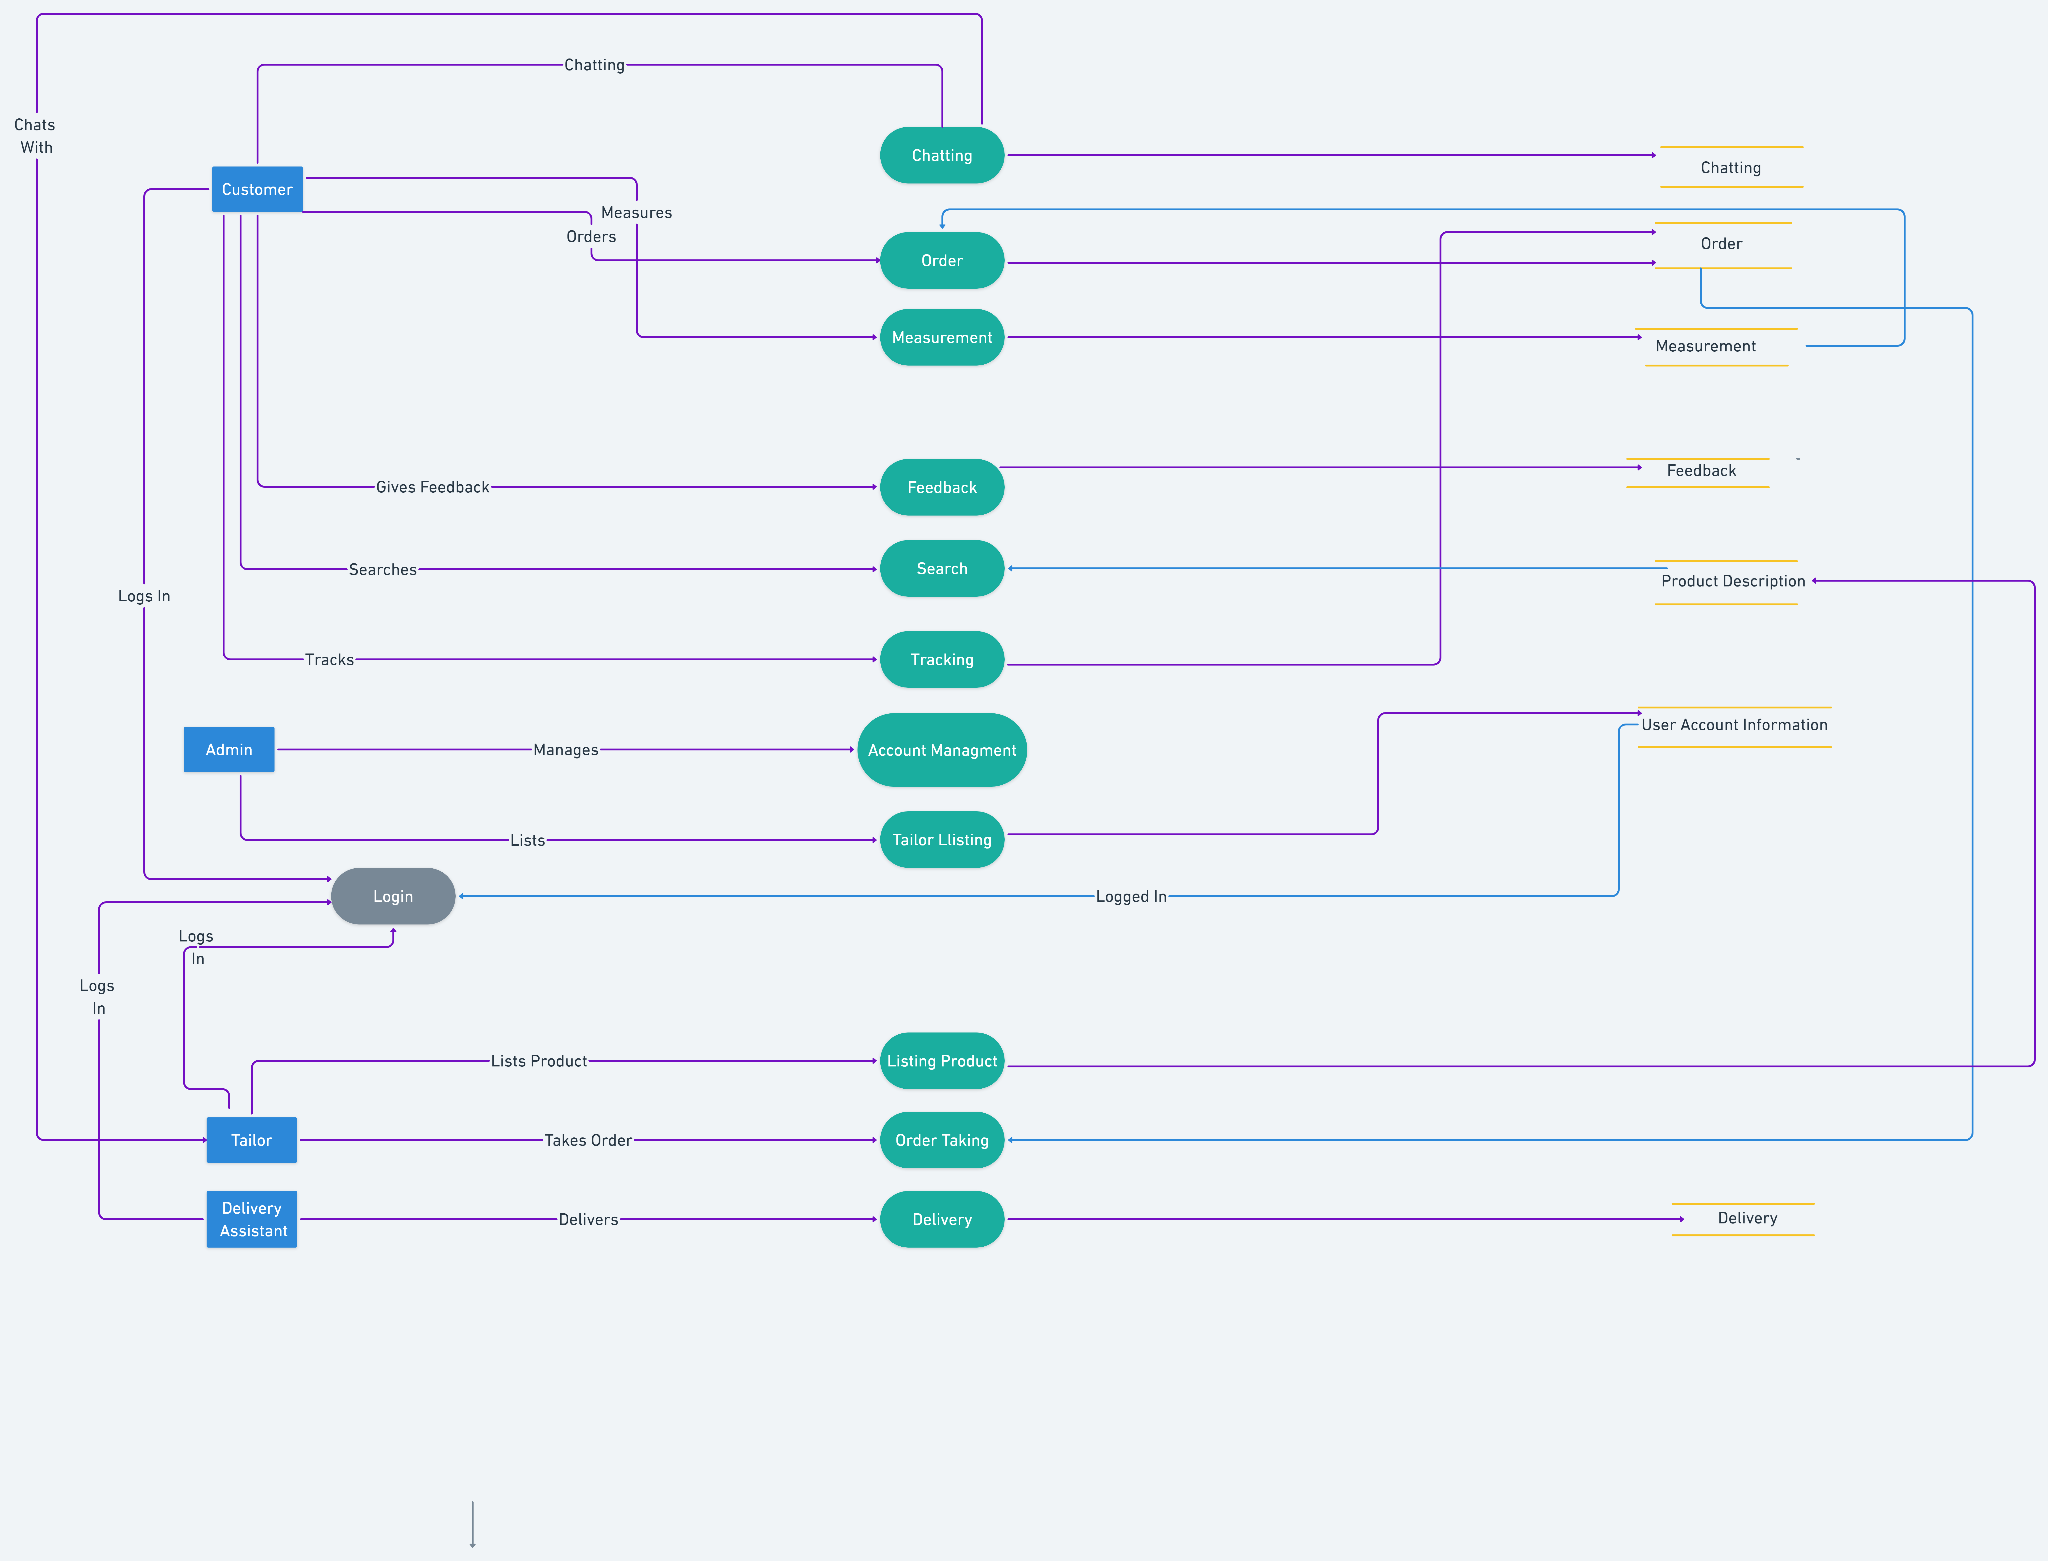 Chatting
Chats
With
Chatting
Chatting
Customer
Measures
Orders
Order
Order
Measurement
Measurement
Gives Feedback
Feedback
Feedback
Searches
Search
Product Description
Logs In
Tracks
Tracking
Admin
Manages
Account Managment
User Account Information
Lists
Tailor Llisting
Login
Logged In
Logs
In
Logs
In
Lists Product
Listing Product
Tailor
Takes Order
Order Taking
Delivery
Assistant
Delivers
Delivery
Delivery